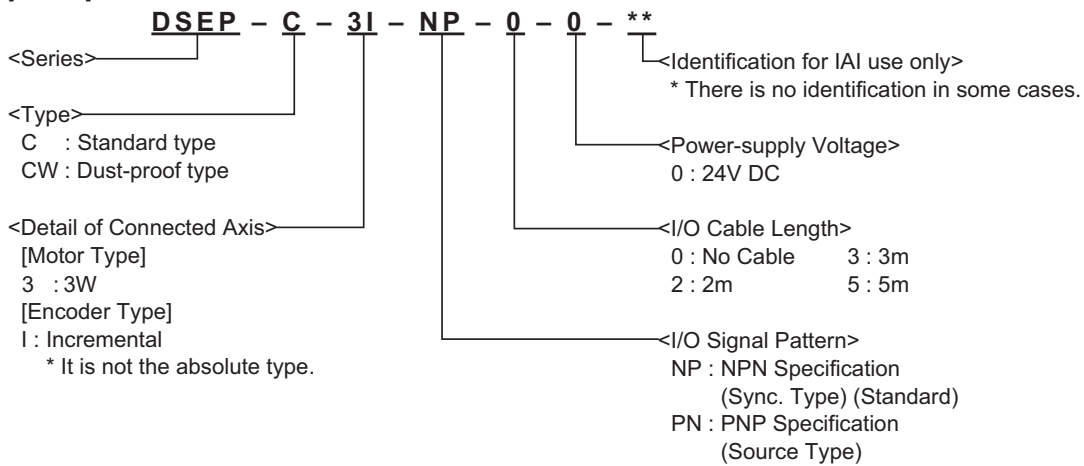 DSEP – C – 3I – NP – 0 – 0 – **
<Series>
<Type>
C : Standard type
CW : Dust-proof type
<Detail of Connected Axis>
[Motor Type]
3 : 3W
[Encoder Type]
I : Incremental
* It is not the absolute type.
<Identification for IAI use only>
* There is no identification in some cases.
<Power-supply Voltage>
0 : 24V DC
<I/O Cable Length>
0 : No Cable 3 : 3m
2 : 2m 5 : 5m
<I/O Signal Pattern>
NP : NPN Specification
(Sync. Type) (Standard)
PN : PNP Specification
(Source Type)